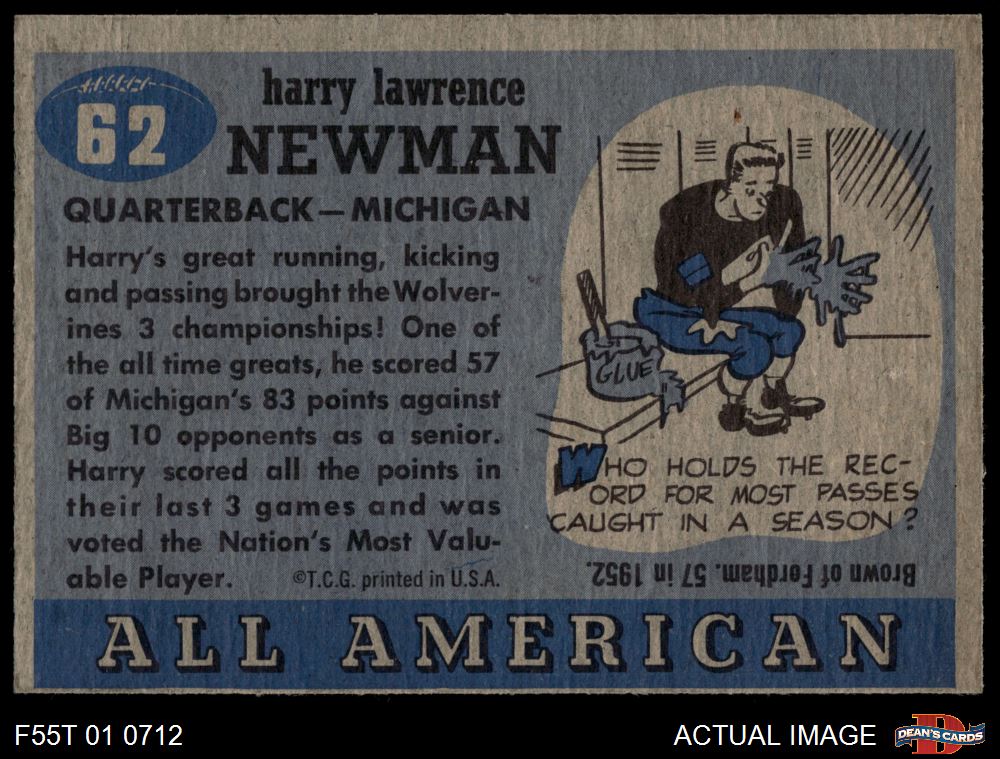 62
harry lawrence
NEWMAN
QUARTERBACK—MICHIGAN
Harry's great running, kicking
and passing brought the Wolver-
ines 3 championships! One of
the all time greats, he scored 57
of Michigan's 83 points against
Big 10 opponents as a senior.
Harry scored all the points in
their last 3 games and was
voted the Nation's Most Valu-
able Player.
©T.C.G. printed in U.S.A.
GLUE
WHO HOLDS THE REC-
ORD FOR MOST PASSES
CAUGHT IN A SEASON?
Brown of Fordham. 57 in 1952.
ALL AMERICAN
F55T 01 0712
ACTUAL IMAGE
D
DEAN'S CARDS